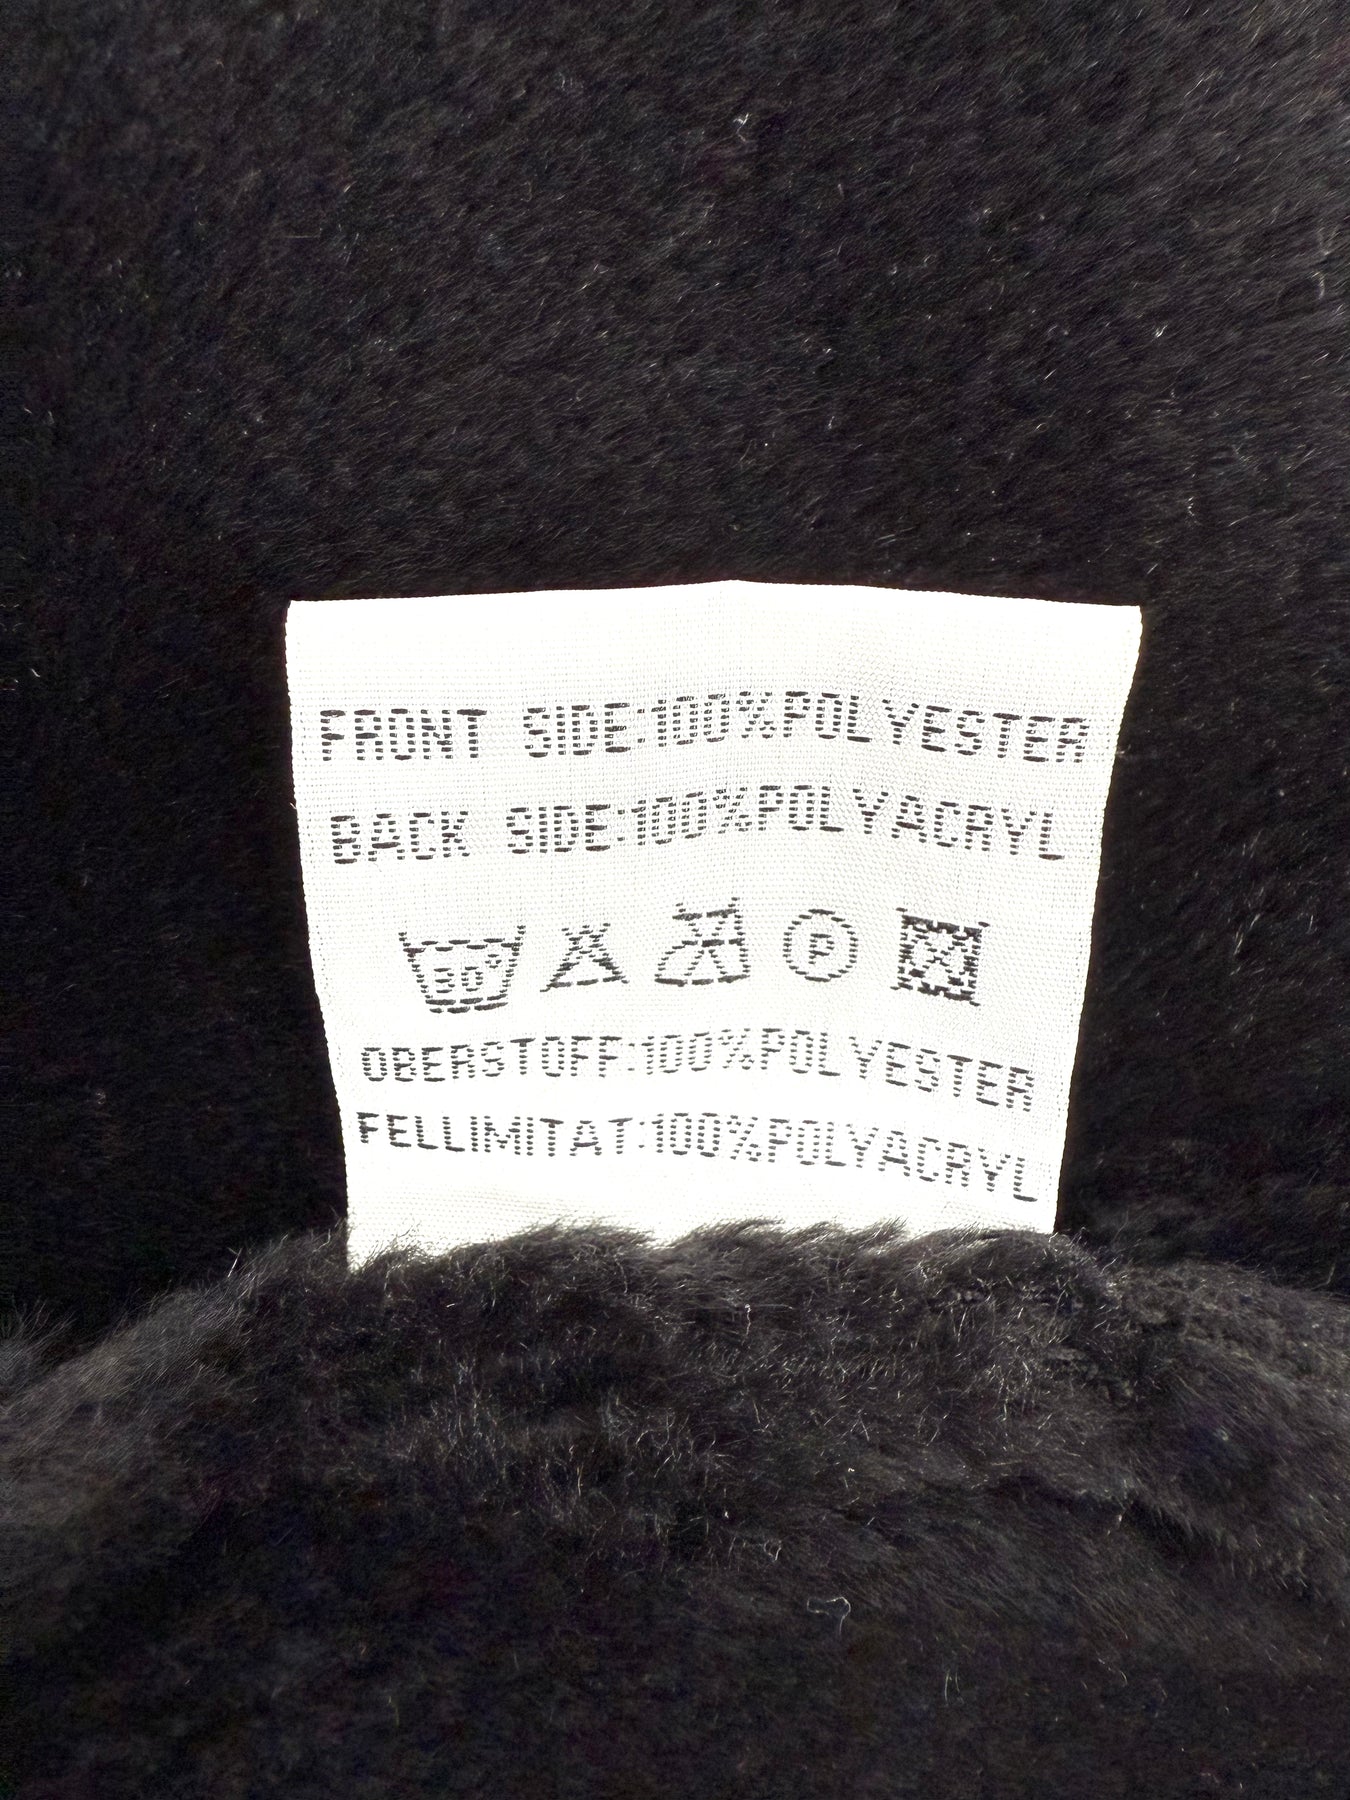 FRONT SIDE:100%POLYESTER
BACK SIDE:100%POLYACRYL
30° P
OBERSTOFF:100%POLYESTER
FELLIMITAT:100%POLYACRYL